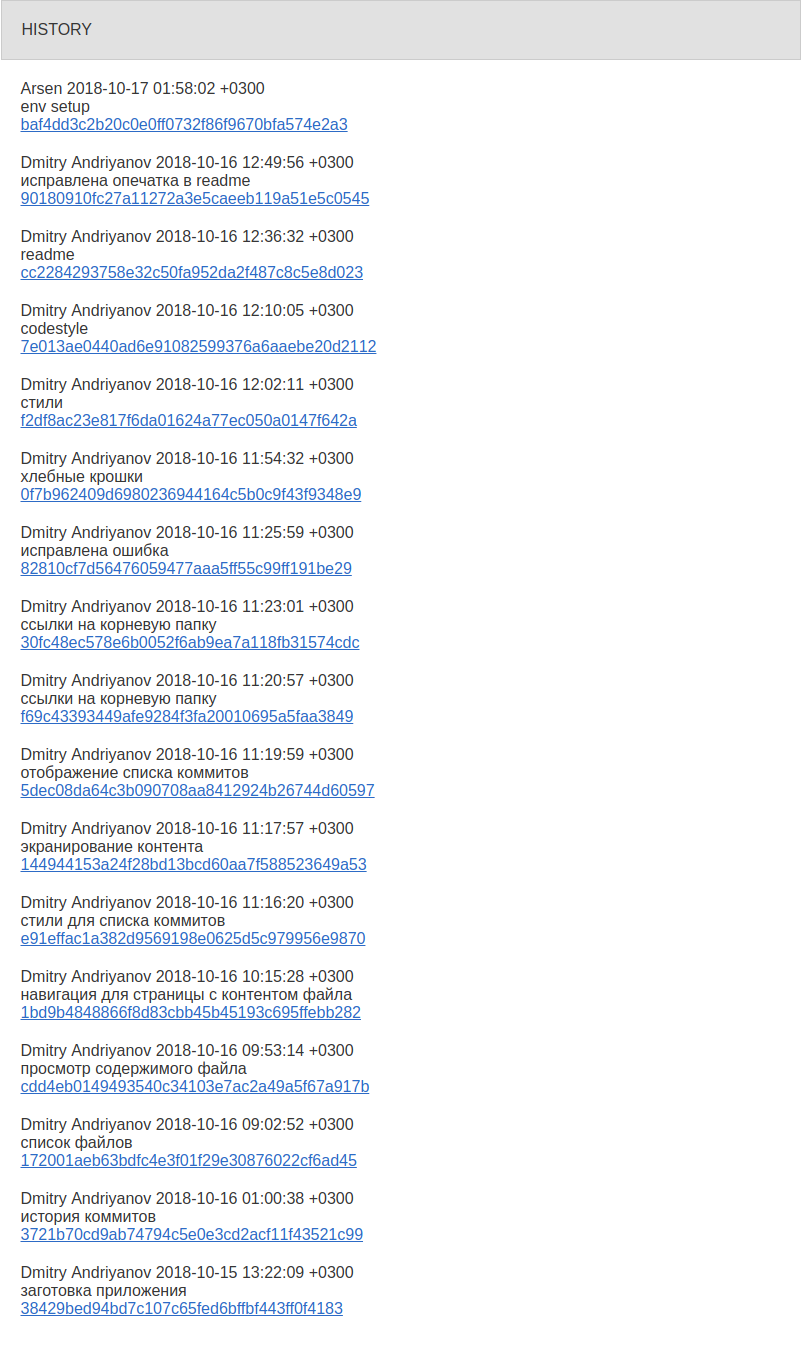 HISTORY
Arsen 2018-10-17 01:58:02 +0300
env setup
baf4dd3c2b20c0e0ff0732f86f9670bfa574e2a3
Dmitry Andriyanov 2018-10-16 12:49:56 +0300
исправлена опечатка в readme
90180910fc27a11272a3e5caeeb119a51e5c0545
Dmitry Andriyanov 2018-10-16 12:36:32 +0300
readme
cc2284293758e32c50fa952da2f487c8c5e8d023
Dmitry Andriyanov 2018-10-16 12:10:05 +0300
codestyle
7e013ae0440ad6e91082599376a6aaebe20d2112
Dmitry Andriyanov 2018-10-16 12:02:11 +0300
стили
f2df8ac23e817f6da01624a77ec050a0147f642a
Dmitry Andriyanov 2018-10-16 11:54:32 +0300
хлебные крошки
0f7b962409d6980236944164c5b0c9f43f9348e9
Dmitry Andriyanov 2018-10-16 11:25:59 +0300
исправлена ошибка
82810cf7d56476059477aaa5ff55c99ff191be29
Dmitry Andriyanov 2018-10-16 11:23:01 +0300
ссылки на корневую папку
30fc48ec578e6b0052f6ab9ea7a118fb31574cdc
Dmitry Andriyanov 2018-10-16 11:20:57 +0300
ссылки на корневую папку
f69c43393449afe9284f3fa20010695a5faa3849
Dmitry Andriyanov 2018-10-16 11:19:59 +0300
отображение списка коммитов
5dec08da64c3b090708aa8412924b26744d60597
Dmitry Andriyanov 2018-10-16 11:17:57 +0300
экранирование контента
144944153a24f28bd13bcd60aa7f588523649a53
Dmitry Andriyanov 2018-10-16 11:16:20 +0300
стили для списка коммитов
e91effac1a382d9569198e0625d5c979956e9870
Dmitry Andriyanov 2018-10-16 10:15:28 +0300
навигация для страницы с контентом файла
1bd9b4848866f8d83cbb45b45193c695ffebb282
Dmitry Andriyanov 2018-10-16 09:53:14 +0300
просмотр содержимого файла
cdd4eb0149493540c34103e7ac2a49a5f67a917b
Dmitry Andriyanov 2018-10-16 09:02:52 +0300
список файлов
172001aeb63bdfc4e3f01f29e30876022cf6ad45
Dmitry Andriyanov 2018-10-16 01:00:38 +0300
история коммитов
3721b70cd9ab74794c5e0e3cd2acf11f43521c99
Dmitry Andriyanov 2018-10-15 13:22:09 +0300
заготовка приложения
38429bed94bd7c107c65fed6bffbf443ff0f4183